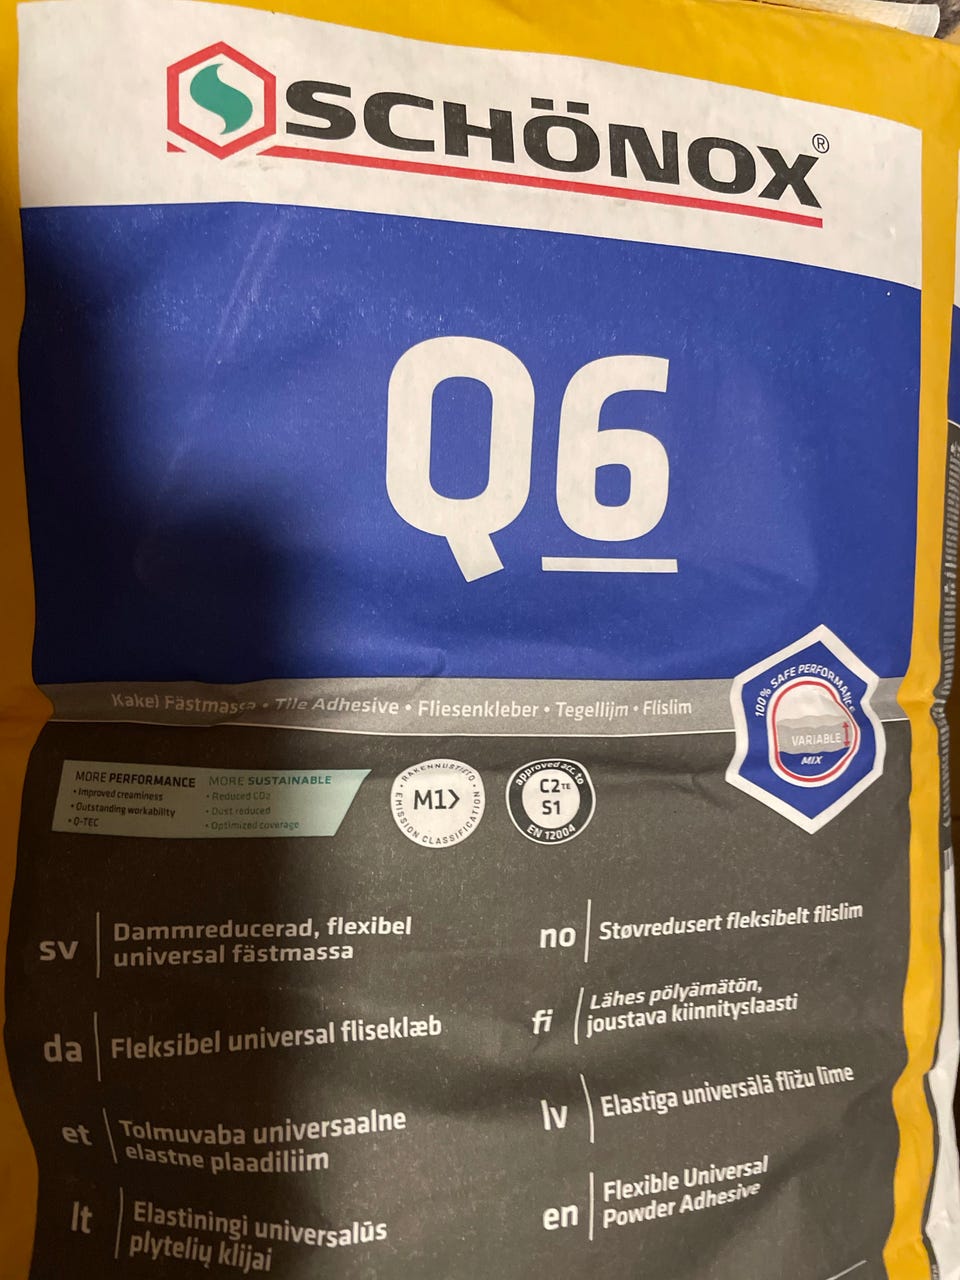 SCHÖNOX®
Q6
Kakel Fästmassa • Tile Adhesive • Fliesenkleber • Tegellijm • Flislim
100% SAFE PERFORMANCE
VARIABLE
MIX
MORE PERFORMANCE
• Improved creaminess
• Outstanding workability
• Q-TEC
MORE SUSTAINABLE
• Reduced CO2
• Dust reduced
• Optimized coverage
• RAKENNUSTIETO •
M1
EMISSION CLASSIFICATION
approved acc. to
C2TE
S1
EN 12004
sv
Dammreducerad, flexibel
universal fästmassa
no
Støvredusert fleksibelt flislim
da
Fleksibel universal fliseklæb
fi
Lähes pölyämätön,
joustava kiinnityslaasti
et
Tolmuvaba universaalne
elastne plaadiliim
lv
Elastīga universālā flīžu līme
lt
Elastiningi universalūs
plytelių klijai
en
Flexible Universal
Powder Adhesive